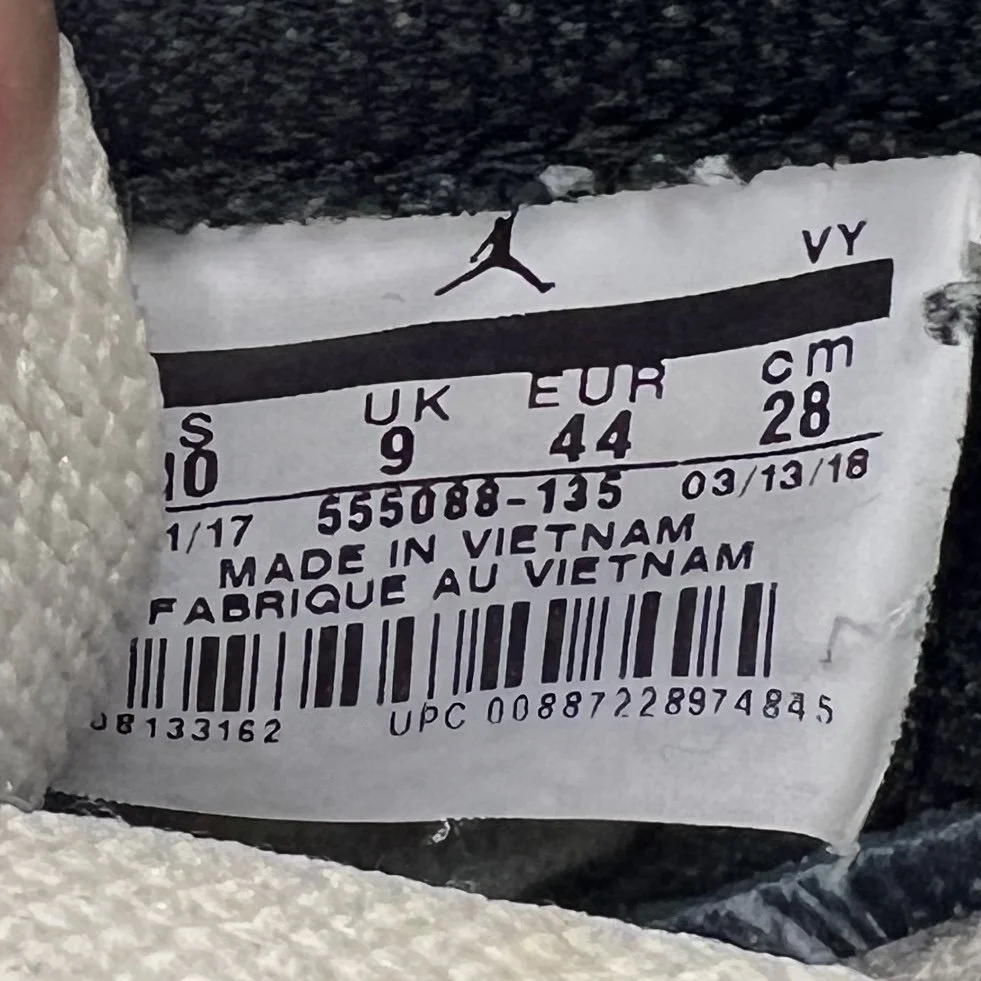 VY
S UK EUR cm
10 9 44 28
1/17 555088-135 03/13/18
MADE IN VIETNAM
FABRIQUE AU VIETNAM
8133162 UPC 00887228974845